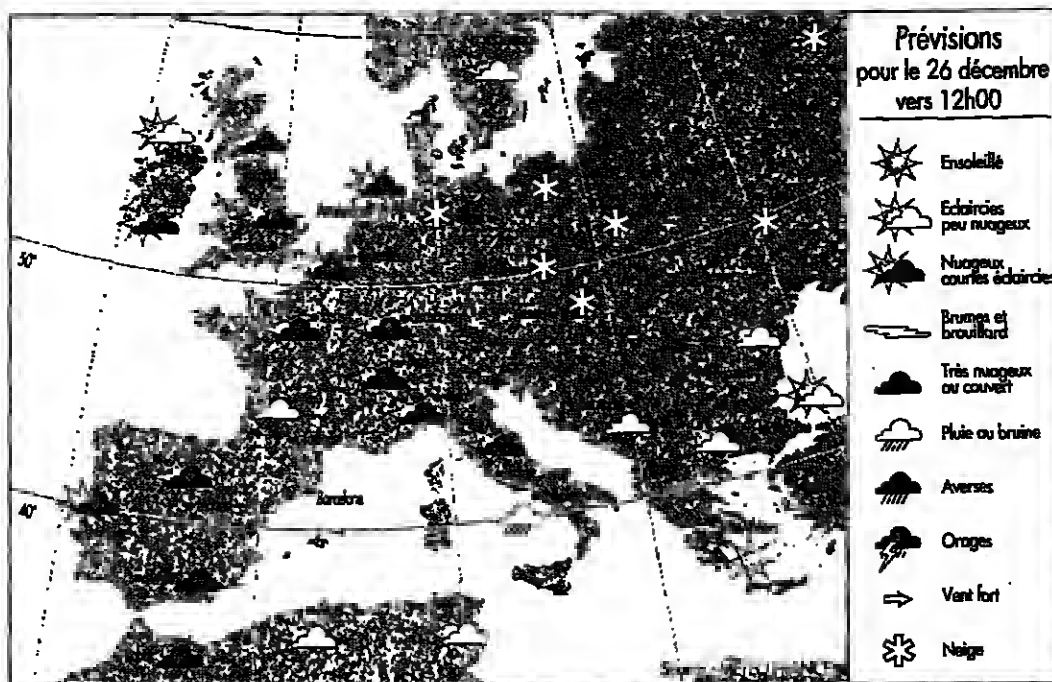 Prévisions
pour le 26 décembre
vers 12h00
Ensoleillé
Eclaircies
peu nuageux
Nuageux
courtes éclaircies
Brumes et
brouillard
Très nuageux
ou couvert
Pluie ou bruine
Averses
Orages
Vent fort
Neige
50°
40°
Barcelona